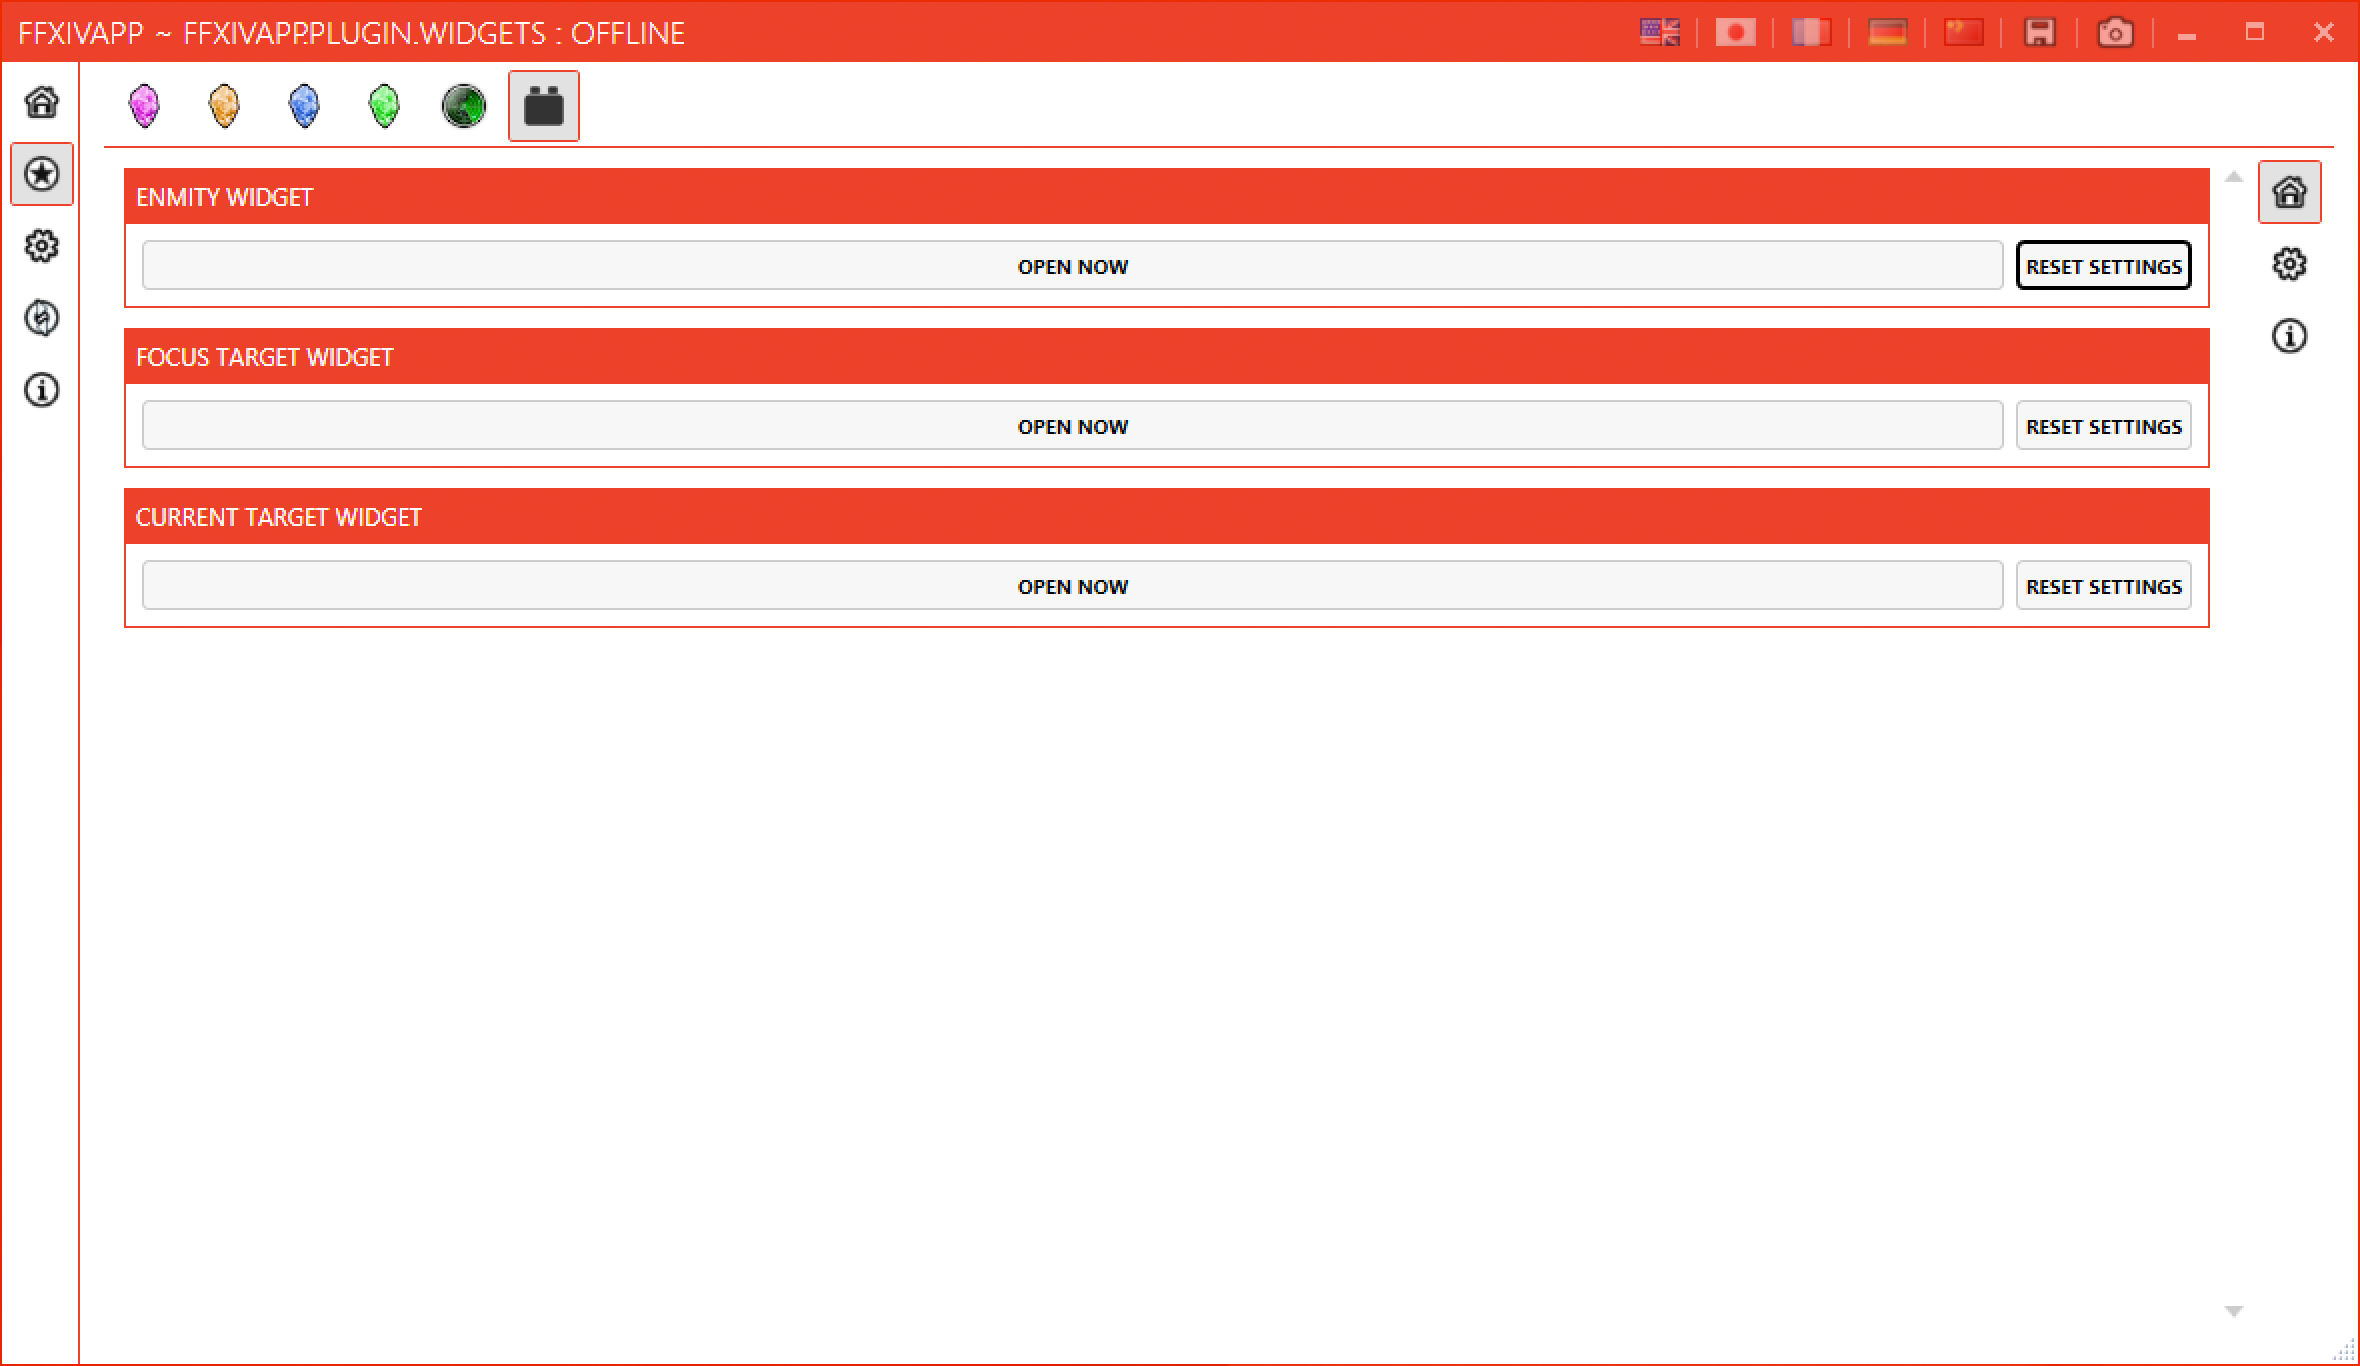 FFXIVAPP ~ FFXIVAPP.PLUGIN.WIDGETS : OFFLINE
ENMITY WIDGET
OPEN NOW RESET SETTINGS
FOCUS TARGET WIDGET
OPEN NOW RESET SETTINGS
CURRENT TARGET WIDGET
OPEN NOW RESET SETTINGS